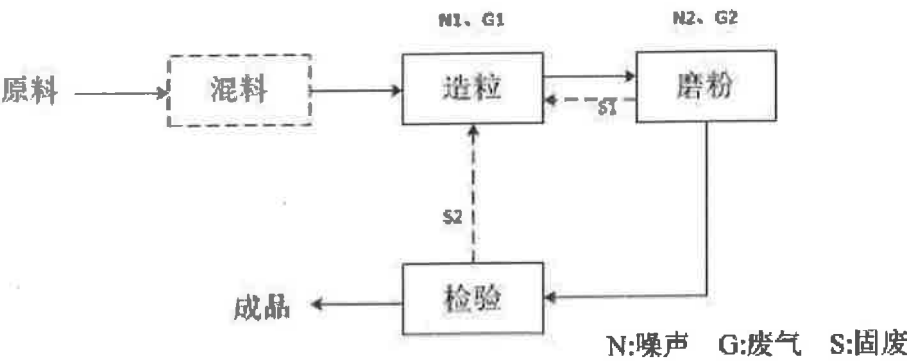 N1、G1
N2、G2
原料
混料
造粒
磨粉
S1
S2
成品
检验
N:噪声 G:废气 S:固废